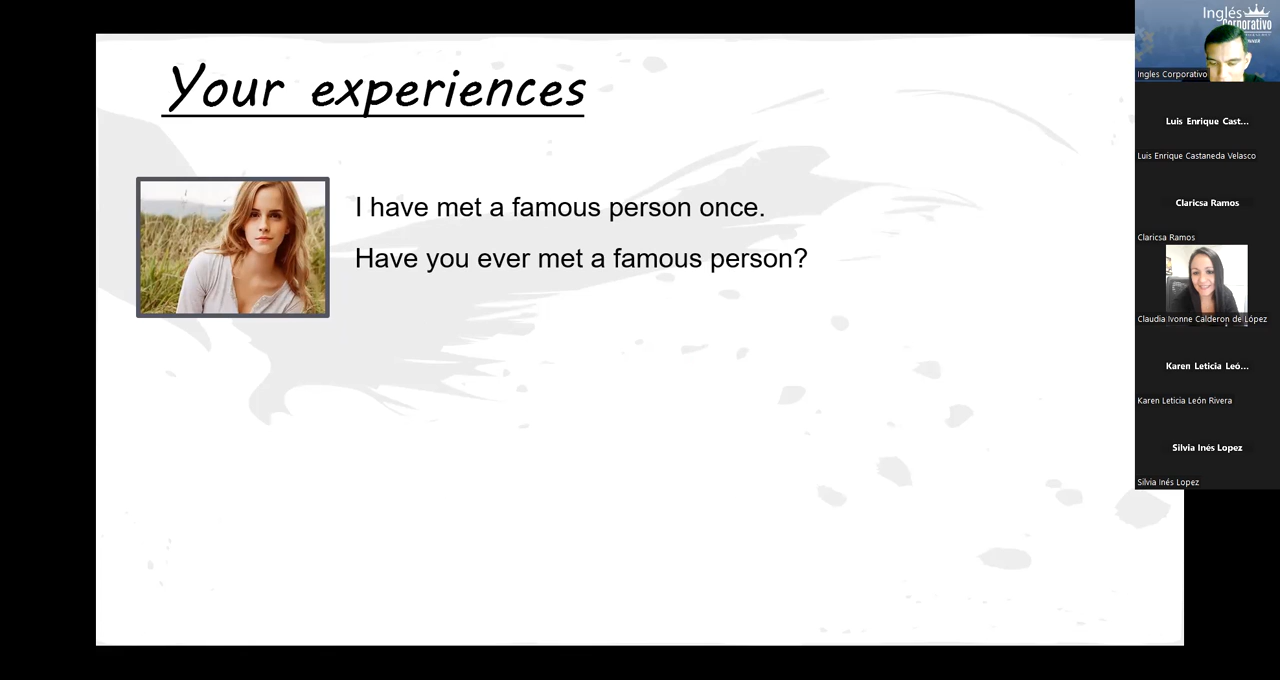 Your experiences
I have met a famous person once.
Have you ever met a famous person?
Inglés
Corporativo
Ingles Corporativo
Luis Enrique Cast...
Luis Enrique Castaneda Velasco
Claricsa Ramos
Claricsa Ramos
Claudia Ivonne Calderon de López
Karen Leticia Leó...
Karen Leticia León Rivera
Silvia Inés Lopez
Silvia Inés Lopez